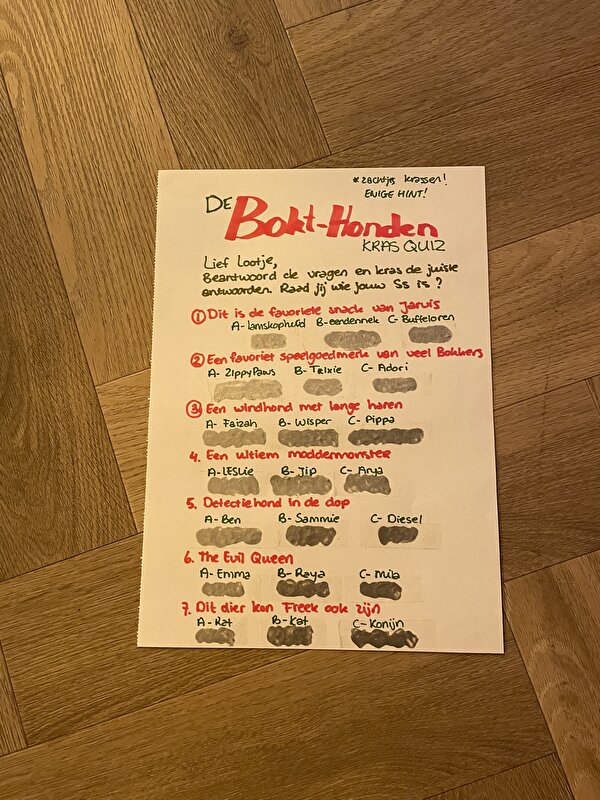 *zachtjes krassen!
ENIGE HINT!
DE
Bokt-Honden
KRAS QUIZ
Lief Lootje,
Beantwoord de vragen en kras de juiste
antwoorden. Raad jij wie jouw Ss is?
① Dit is de favoriete snack van Jarvis
A- lamskophuid B- eendennek C- Buffeloren
② Een favoriet speelgoedmerk van veel Bokkers
A- ZippyPaws B- Trixie C- Adori
③ Een windhond met lange haren
A- Faizah B- Wisper C- Pippa
4. Een ultiem moddermonster
A- LESLie B- Jip C- Anya
5. Detectiehond in de dop
A- Ben B- Sammie C- Diesel
6. The Evil Queen
A- Emma B- Raya C- Mila
7. Dit dier kan Freek ook zijn
A- Rat B- Kat C- Konijn